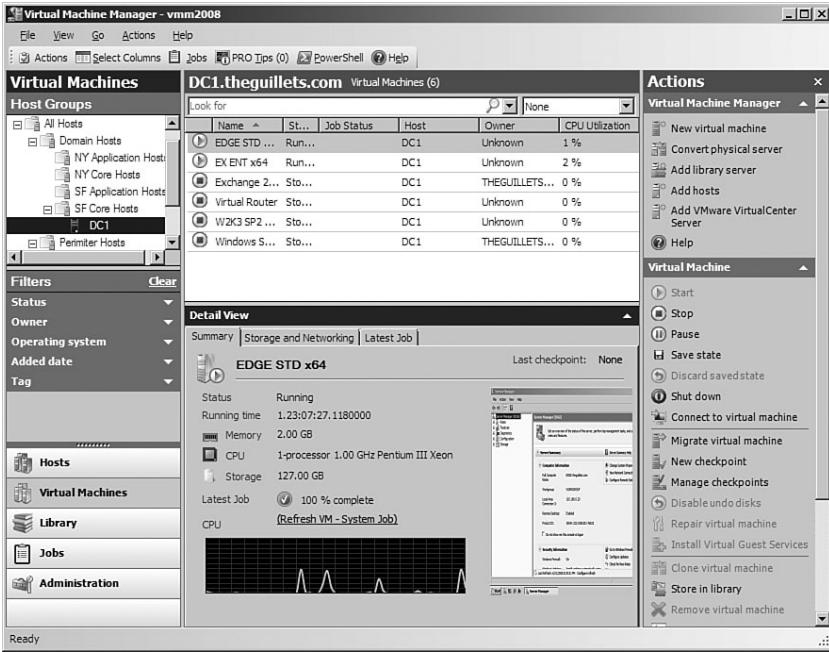 Virtual Machine Manager - vmm2008
File View Go Actions Help
Actions Select Columns Jobs PRO Tips (0) PowerShell Help
Virtual Machines
Host Groups
All Hosts
Domain Hosts
NY Application Hosts
NY Core Hosts
SF Application Hosts
SF Core Hosts
DC1
Perimiter Hosts
Filters Clear
Status
Owner
Operating system
Added date
Tag
Hosts
Virtual Machines
Library
Jobs
Administration
DC1.theguillets.com Virtual Machines (6)
Look for None
Name St... Job Status Host Owner CPU Utilization
EDGE STD ... Run... DC1 Unknown 1 %
EX ENT x64 Run... DC1 Unknown 2 %
Exchange 2... Sto... DC1 THEGUILLETS... 0 %
Virtual Router Sto... DC1 Unknown 0 %
W2K3 SP2 ... Sto... DC1 Unknown 0 %
Windows S... Sto... DC1 THEGUILLETS... 0 %
Detail View
Summary Storage and Networking Latest Job
EDGE STD x64 Last checkpoint: None
Status Running
Running time 1.23:07:27.1180000
Memory 2.00 GB
CPU 1-processor 1.00 GHz Pentium III Xeon
Storage 127.00 GB
Latest Job 100 % complete
(Refresh VM - System Job)
CPU
Actions
Virtual Machine Manager
New virtual machine
Convert physical server
Add library server
Add hosts
Add VMware VirtualCenter
Server
Help
Virtual Machine
Start
Stop
Pause
Save state
Discard saved state
Shut down
Connect to virtual machine
Migrate virtual machine
New checkpoint
Manage checkpoints
Disable undo disks
Repair virtual machine
Install Virtual Guest Services
Clone virtual machine
Store in library
Remove virtual machine
Ready